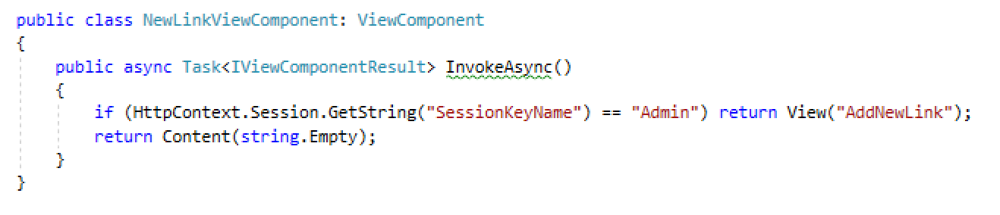 public class NewLinkViewComponent: ViewComponent
{
    public async Task<IViewComponentResult> InvokeAsync()
    {
        if (HttpContext.Session.GetString("SessionKeyName") == "Admin") return View("AddNewLink");
        return Content(string.Empty);
    }
}